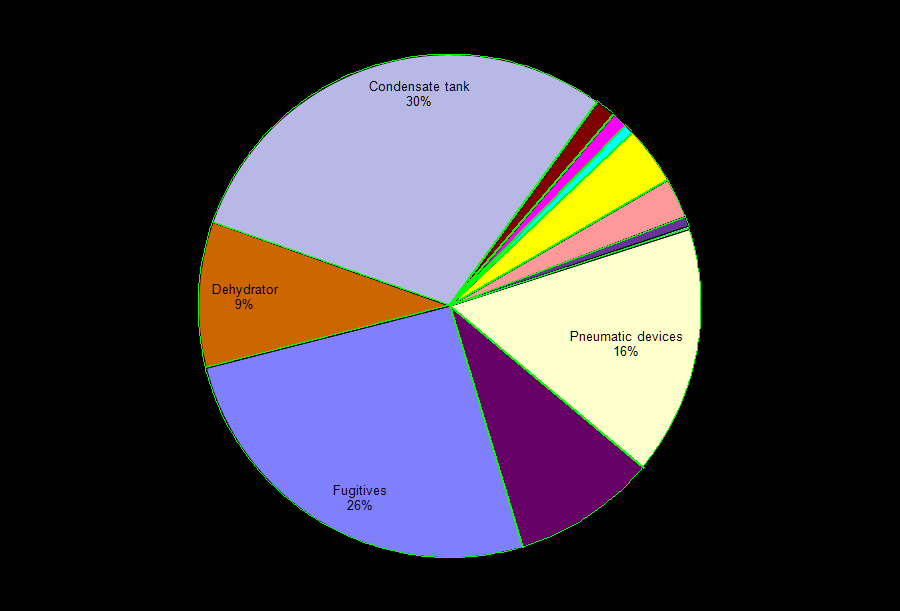 Condensate tank
30%
Dehydrator
9%
Pneumatic devices
16%
Fugitives
26%